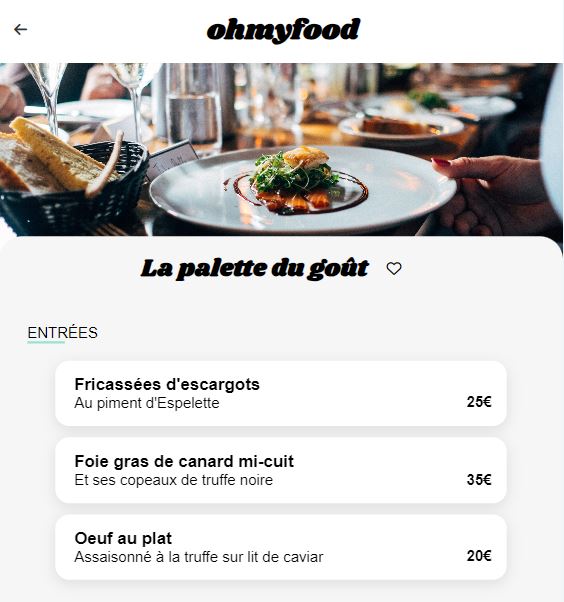 ohmyfood
La palette du goût
ENTRÉES
Fricassées d'escargots
Au piment d'Espelette
25€
Foie gras de canard mi-cuit
Et ses copeaux de truffe noire
35€
Oeuf au plat
Assaisonné à la truffe sur lit de caviar
20€